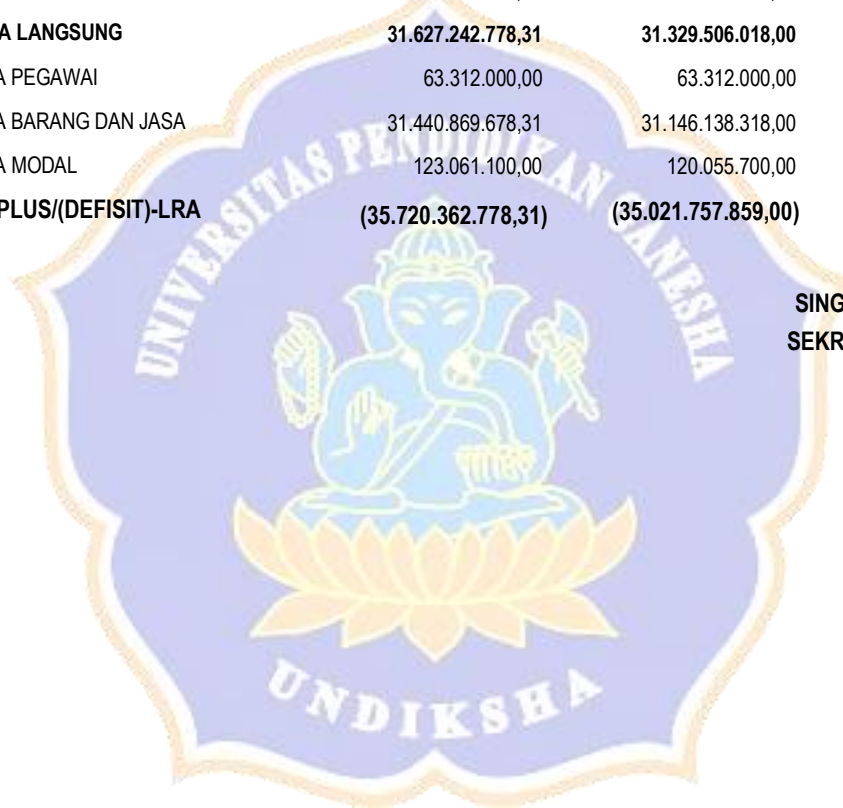 A LANGSUNG 31.627.242.778,31 31.329.506.018,00
A PEGAWAI 63.312.000,00 63.312.000,00
A BARANG DAN JASA 31.440.869.678,31 31.146.138.318,00
A MODAL 123.061.100,00 120.055.700,00
PLUS/(DEFISIT)-LRA (35.720.362.778,31) (35.021.757.859,00)
SING
SEKR
UNIVERSITAS PENDIDIKAN GANESHA
UNDIKSHA